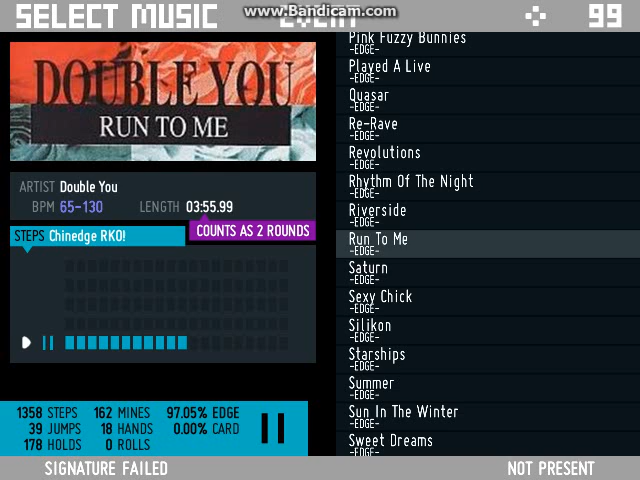 SELECT MUSIC
www.Bandicam.com
99
DOUBLE YOU
RUN TO ME
ARTIST Double You
BPM 65-130 LENGTH 03:55.99
COUNTS AS 2 ROUNDS
STEPS Chinedge RKO!
1358 STEPS 162 MINES 97.05% EDGE
39 JUMPS 18 HANDS 0.00% CARD
178 HOLDS 0 ROLLS
Pink Fuzzy Bunnies
-EDGE-
Played A Live
-EDGE-
Quasar
-EDGE-
Re-Rave
-EDGE-
Revolutions
-EDGE-
Rhythm Of The Night
-EDGE-
Riverside
-EDGE-
Run To Me
-EDGE-
Saturn
-EDGE-
Sexy Chick
-EDGE-
Silikon
-EDGE-
Starships
-EDGE-
Summer
-EDGE-
Sun In The Winter
-EDGE-
Sweet Dreams
-EDGE-
SIGNATURE FAILED
NOT PRESENT